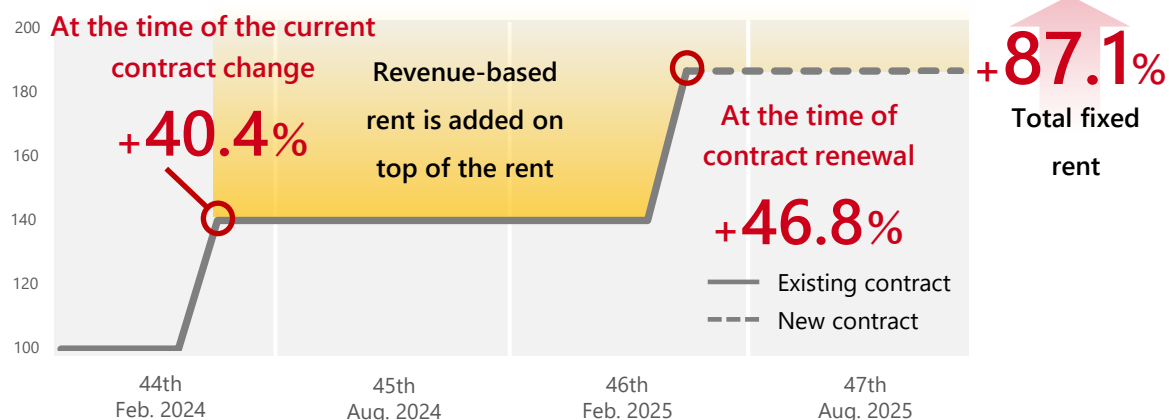 200
180
160
140
120
100
At the time of the current
contract change
+40.4%
Revenue-based
rent is added on
top of the rent
At the time of
contract renewal
+46.8%
Existing contract
New contract
+87.1%
Total fixed
rent
44th
Feb. 2024
45th
Aug. 2024
46th
Feb. 2025
47th
Aug. 2025